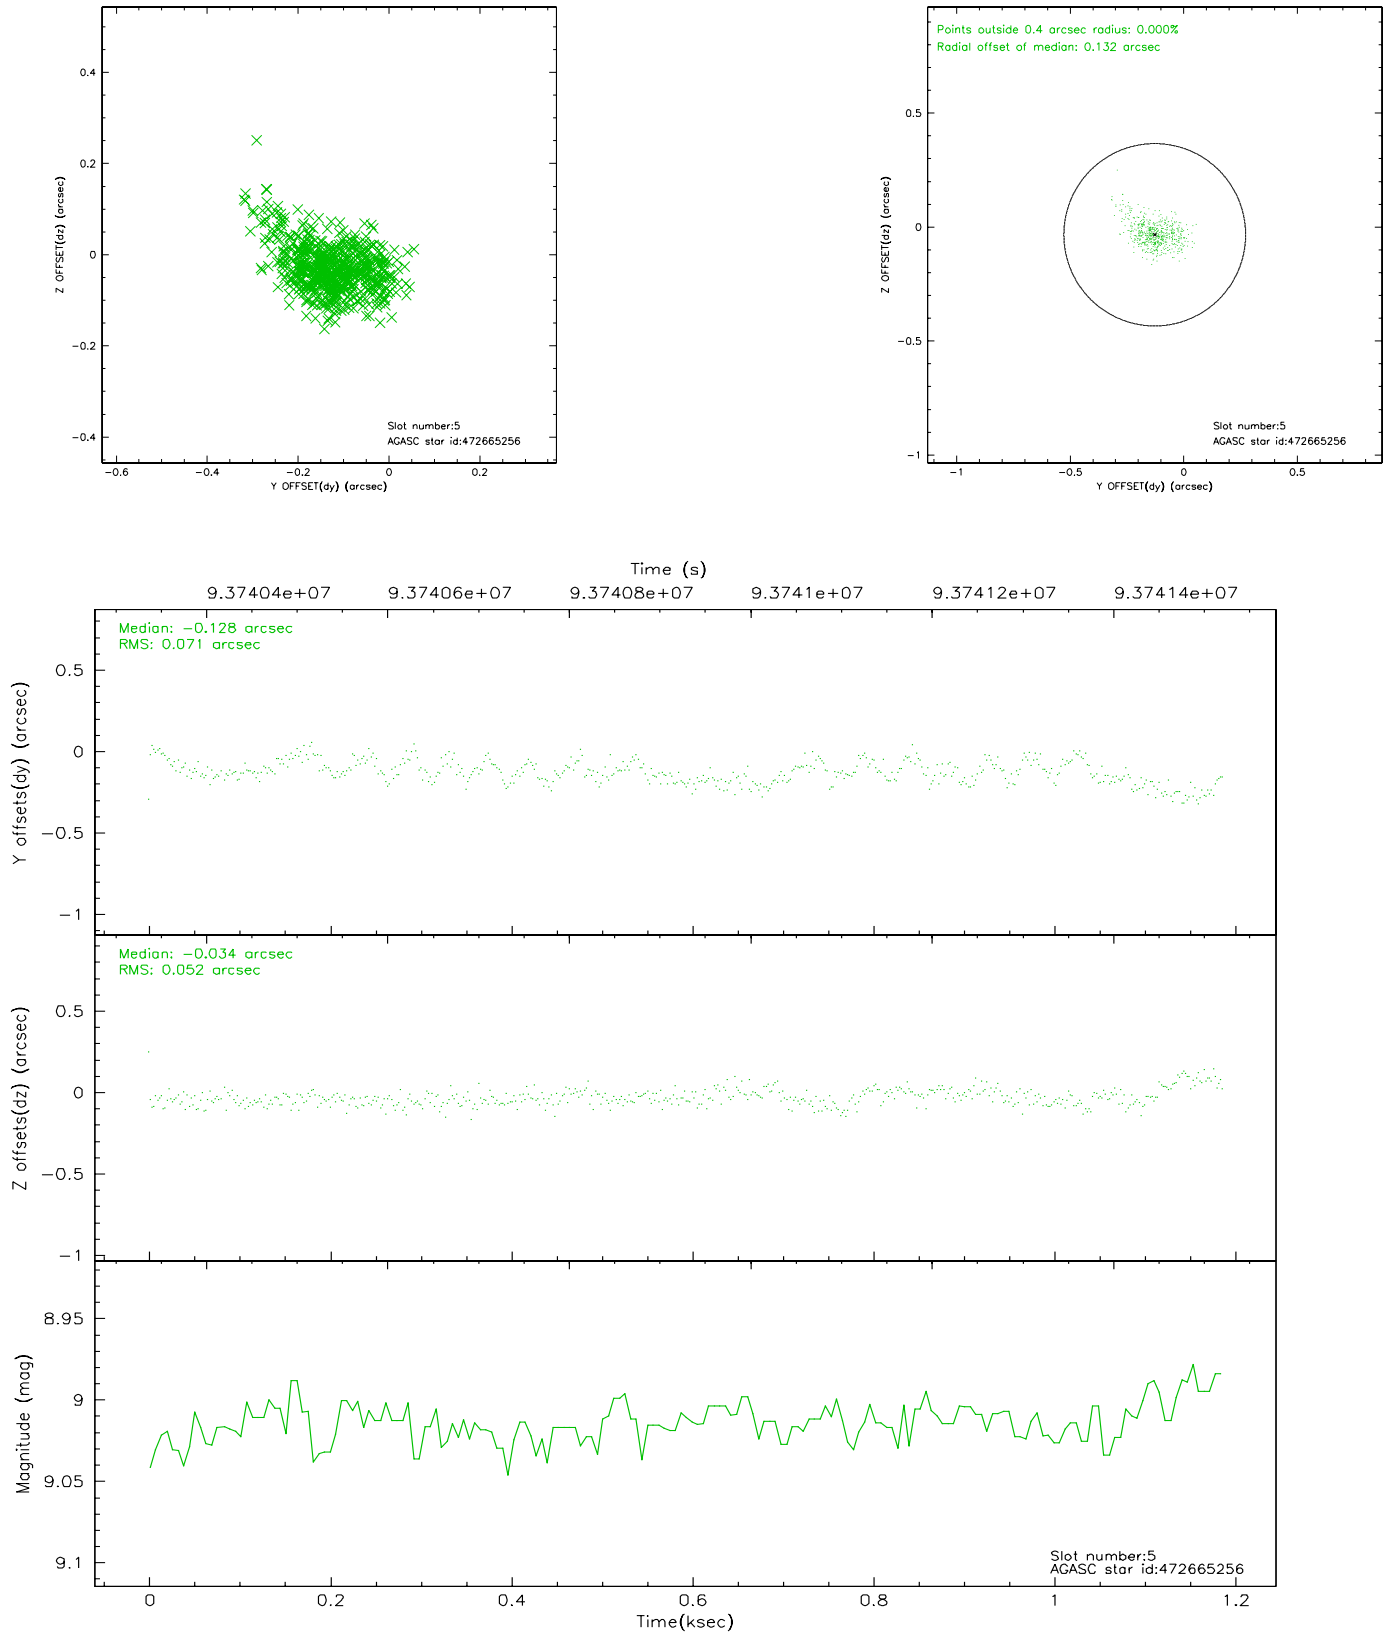 0.4
0.2
0
-0.2
-0.4
Z OFFSET(dz) (arcsec)
Slot number:5
AGASC star id:472665256
-0.6 -0.4 -0.2 0 0.2
Y OFFSET(dy) (arcsec)
Points outside 0.4 arcsec radius: 0.000%
Radial offset of median: 0.132 arcsec
0.5
0
-0.5
-1
Z OFFSET(dz) (arcsec)
Slot number:5
AGASC star id:472665256
-1 -0.5 0 0.5
Y OFFSET(dy) (arcsec)
Time (s)
9.37404e+07 9.37406e+07 9.37408e+07 9.3741e+07 9.37412e+07 9.37414e+07
Median: -0.128 arcsec
RMS: 0.071 arcsec
0.5
0
-0.5
-1
Y offsets(dy) (arcsec)
Median: -0.034 arcsec
RMS: 0.052 arcsec
0.5
0
-0.5
-1
Z offsets(dz) (arcsec)
8.95
9
9.05
9.1
Magnitude (mag)
Slot number:5
AGASC star id:472665256
0 0.2 0.4 0.6 0.8 1 1.2
Time(ksec)